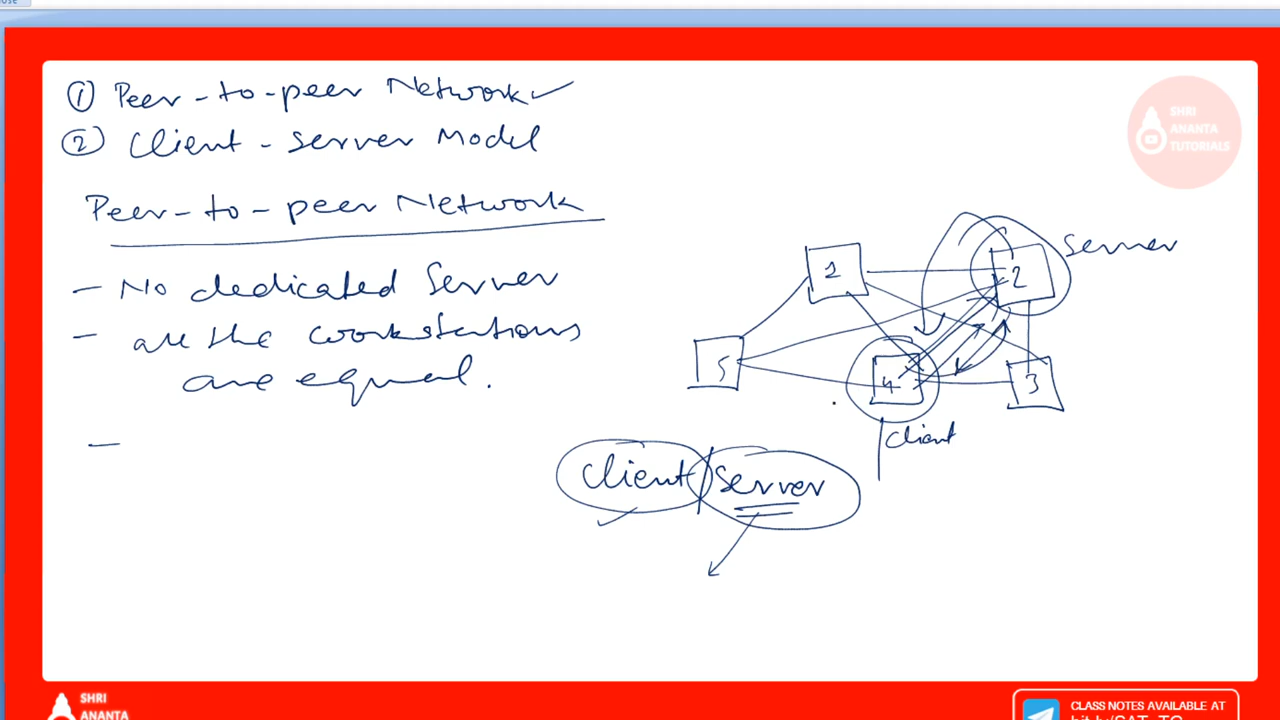 ① Peer-to-peer Network ✓
② Client-Server Model
Peer-to-peer Network
- No dedicated Server
- all the workstations
are equal.
-
SHRI
ANANTA
TUTORIALS
1
2
Server
5
4
3
Client
Client/Server
SHRI
ANANTA
CLASS NOTES AVAILABLE AT